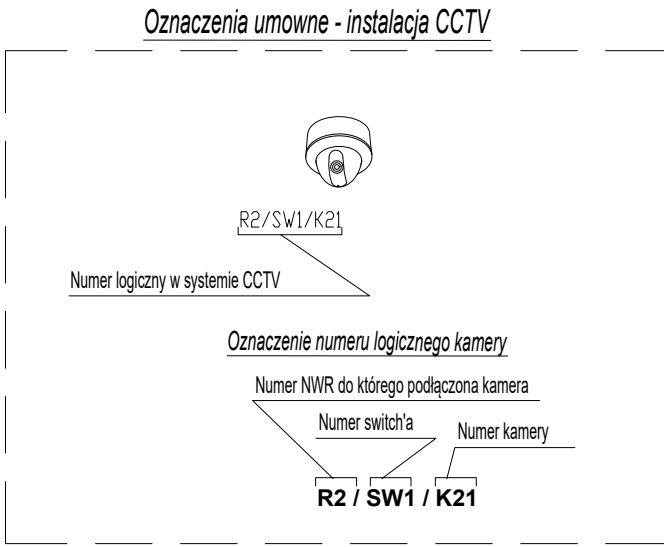 Oznaczenia umowne - instalacja CCTV
R2/SW1/K21
Numer logiczny w systemie CCTV
Oznaczenie numeru logicznego kamery
Numer NWR do którego podłączona kamera
Numer switch'a
Numer kamery
R2 / SW1 / K21